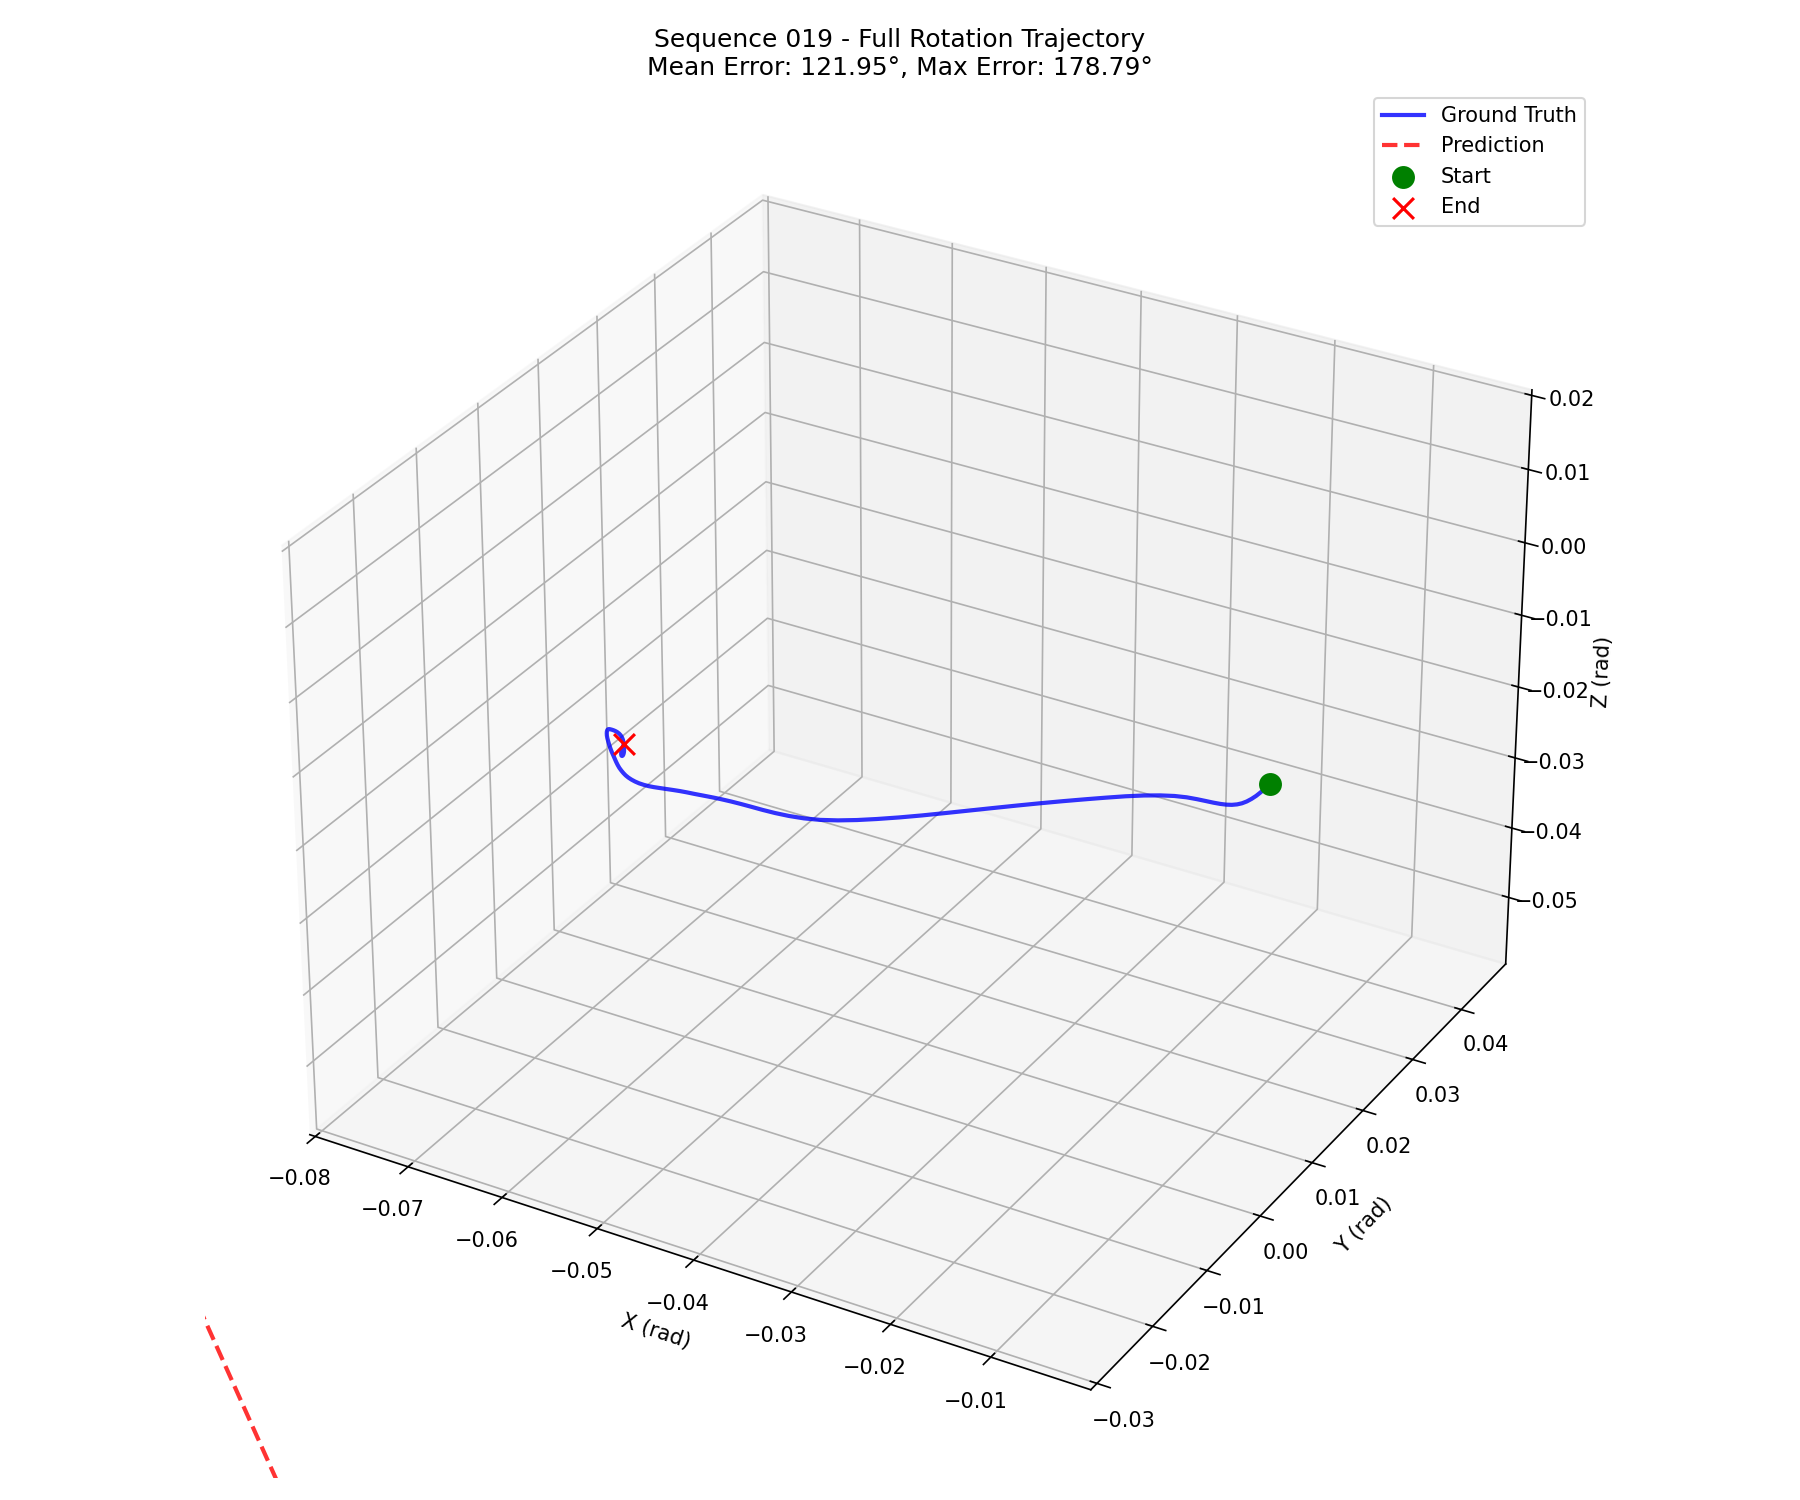 Sequence 019 - Full Rotation Trajectory
Mean Error: 121.95°, Max Error: 178.79°
Ground Truth
Prediction
Start
End
0.02
0.01
0.00
−0.01
−0.02
−0.03
−0.04
−0.05
Z (rad)
0.04
0.03
0.02
0.01
0.00
−0.01
−0.02
−0.03
Y (rad)
−0.08
−0.07
−0.06
−0.05
−0.04
−0.03
−0.02
−0.01
X (rad)